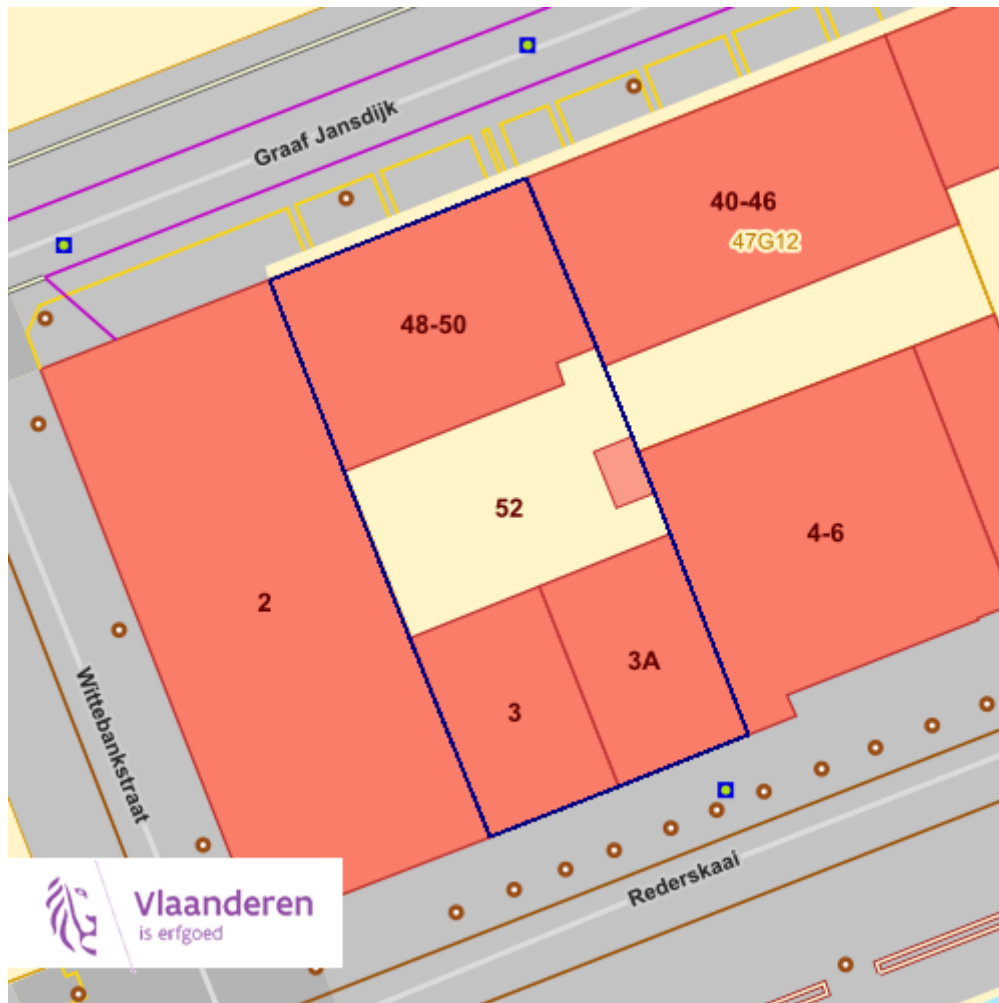 Graaf Jansdijk
40-46
47G12
48-50
52
4-6
2
3A
3
Wittebankstraat
Rederskaai
Vlaanderen
is erfgoed